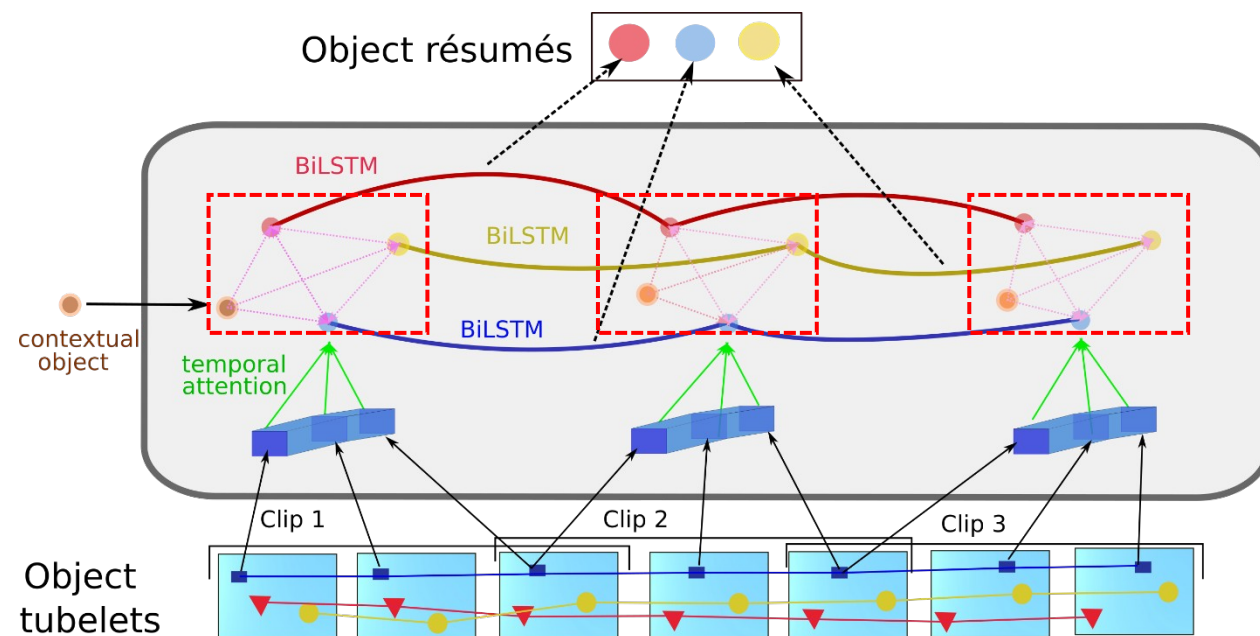 Object résumés
BiLSTM
BiLSTM
contextual
object
BiLSTM
temporal
attention
Clip 1
Clip 2
Clip 3
Object
tubelets